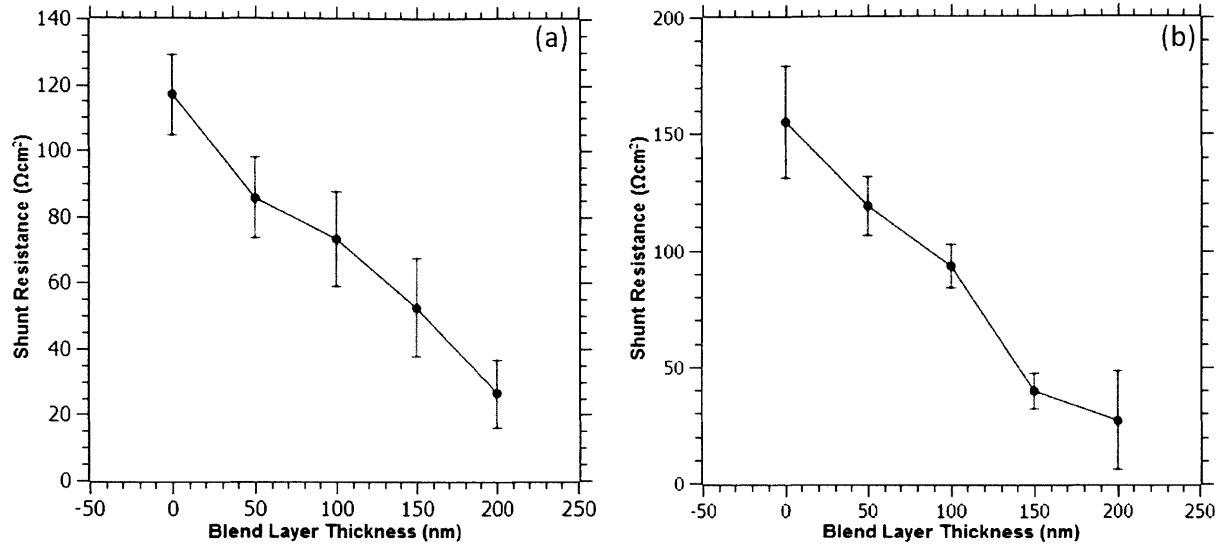 (a)
Shunt Resistance (Ωcm²)
140
120
100
80
60
40
20
0
-50 0 50 100 150 200 250
Blend Layer Thickness (nm)
(b)
Shunt Resistance (Ωcm²)
200
150
100
50
0
-50 0 50 100 150 200 250
Blend Layer Thickness (nm)